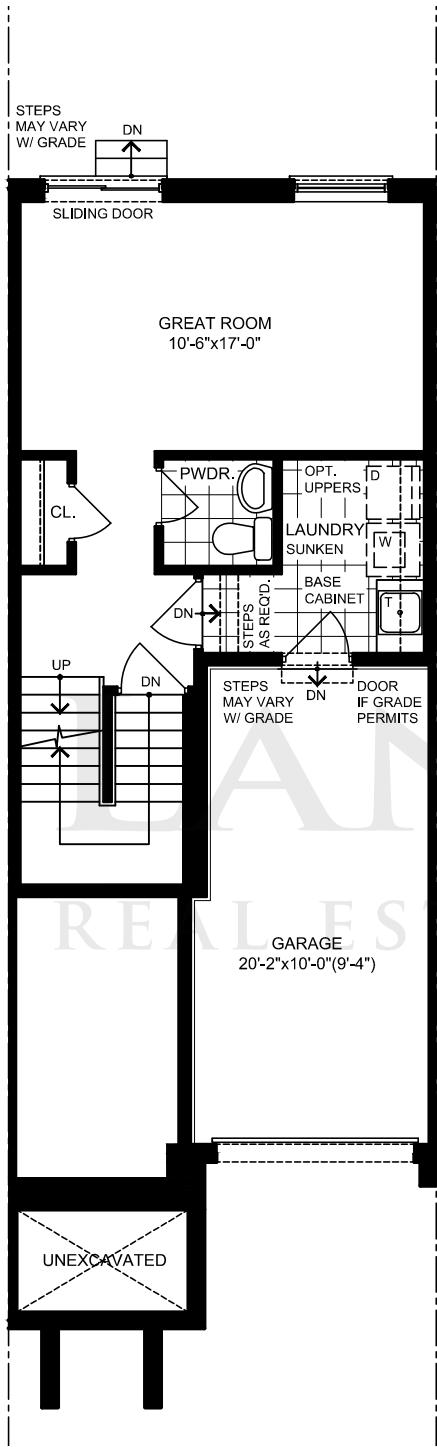 STEPS
MAY VARY
W/ GRADE
DN
SLIDING DOOR
GREAT ROOM
10'-6"x17'-0"
CL.
PWDR.
OPT.
UPPERS
D
LAUNDRY
SUNKEN
W
BASE
CABINET
T
DN
STEPS
AS REQ'D.
UP
DN
STEPS
MAY VARY
W/ GRADE
DN
DOOR
IF GRADE
PERMITS
LAN
REAL EST
GARAGE
20'-2"x10'-0"(9'-4")
UNEXCAVATED